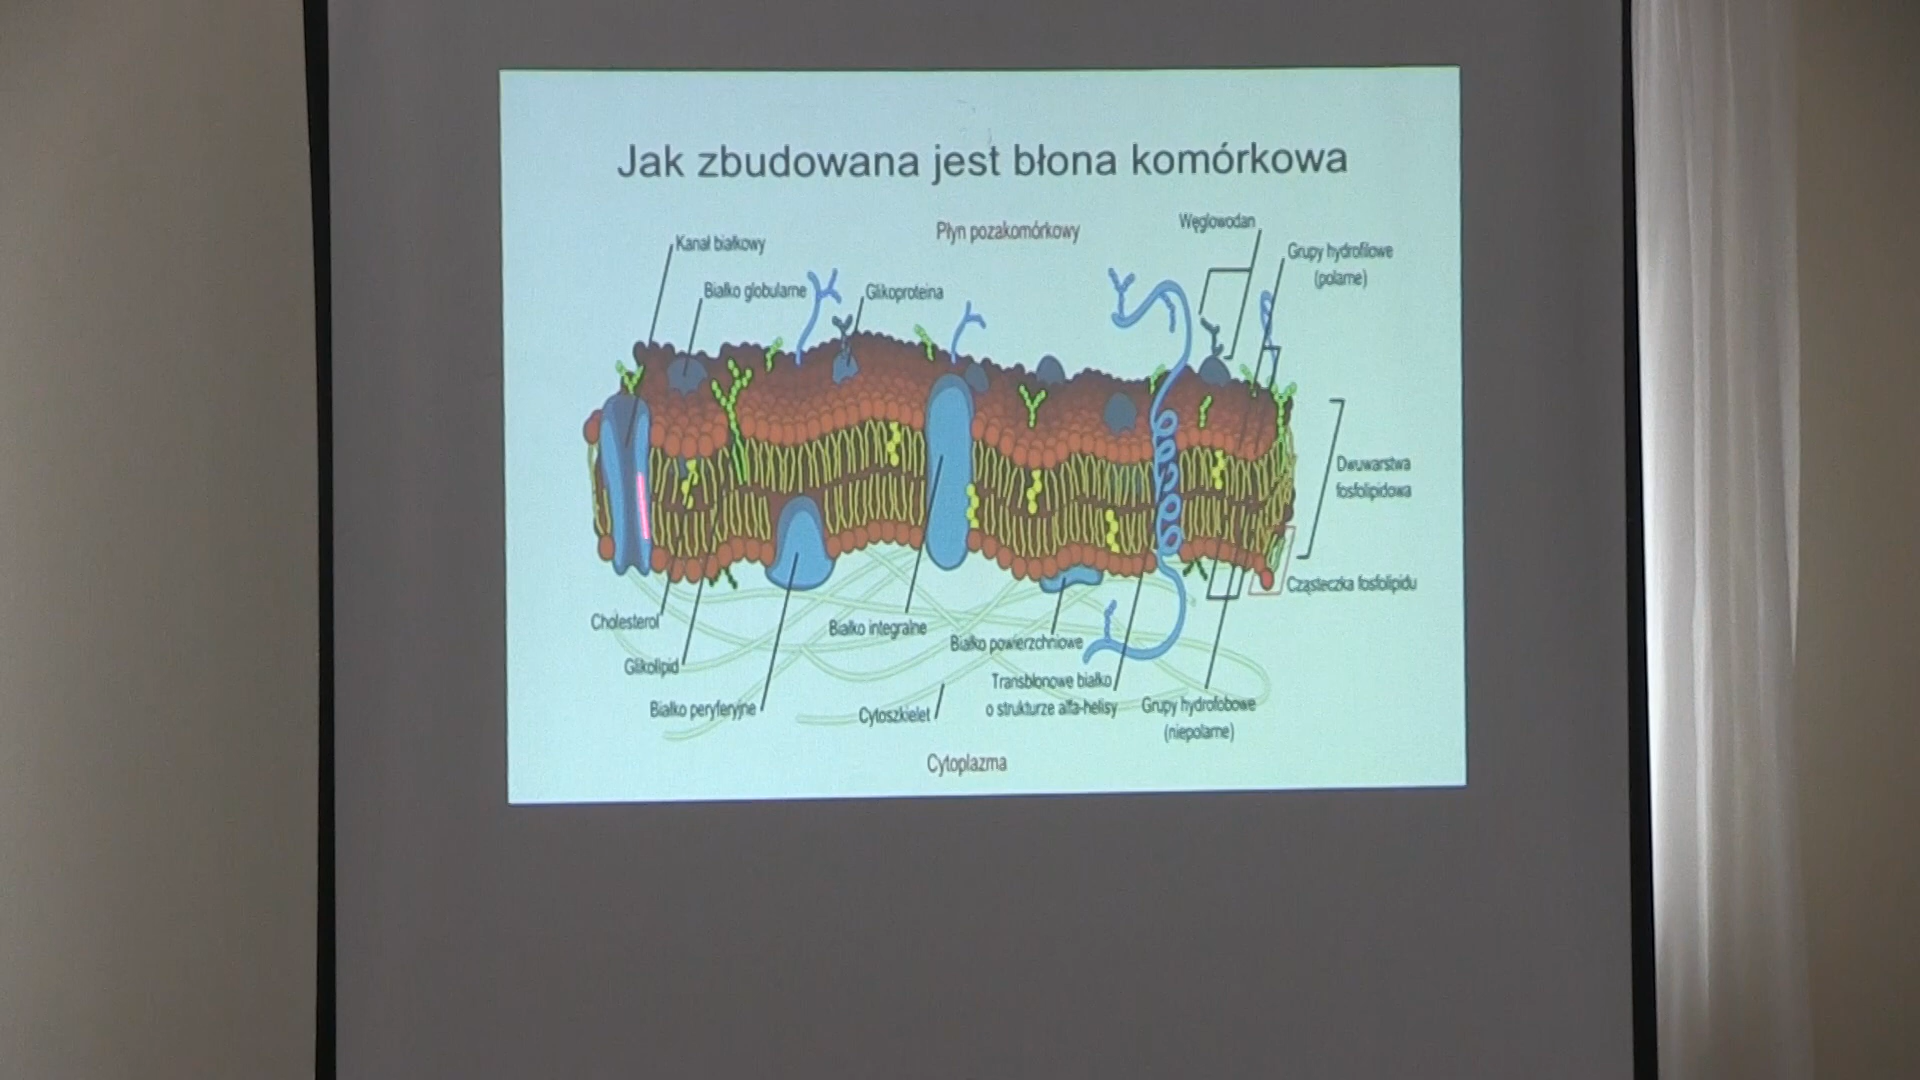 Jak zbudowana jest błona komórkowa
Węglowodan
Płyn pozakomórkowy
Kanał białkowy
Grupy hydrofilowe
(polarne)
Białko globularne
Glikoproteina
Dwuwarstwa
fosfolipidowa
Cząsteczka fosfolipidu
Cholesterol
Białko integralne
Białko powierzchniowe
Glikolipid
Transbłonowe białko
o strukturze alfa-helisy
Grupy hydrofobowe
(niepolarne)
Białko peryferyjne
Cytoszkielet
Cytoplazma